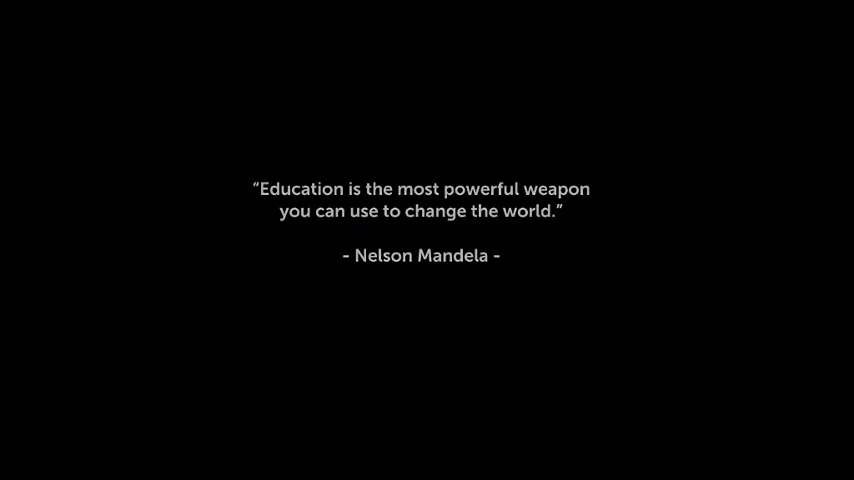 “Education is the most powerful weapon
you can use to change the world.”
- Nelson Mandela -